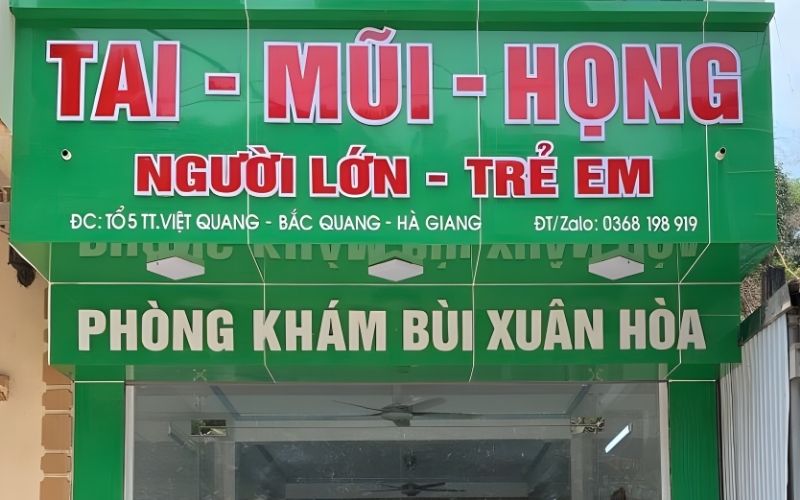 TAI - MŨI - HỌNG
NGƯỜI LỚN - TRẺ EM
ĐC: TỔ 5 TT.VIỆT QUANG - BẮC QUANG - HÀ GIANG ĐT/Zalo: 0368 198 919
PHÒNG KHÁM BÙI XUÂN HÒA